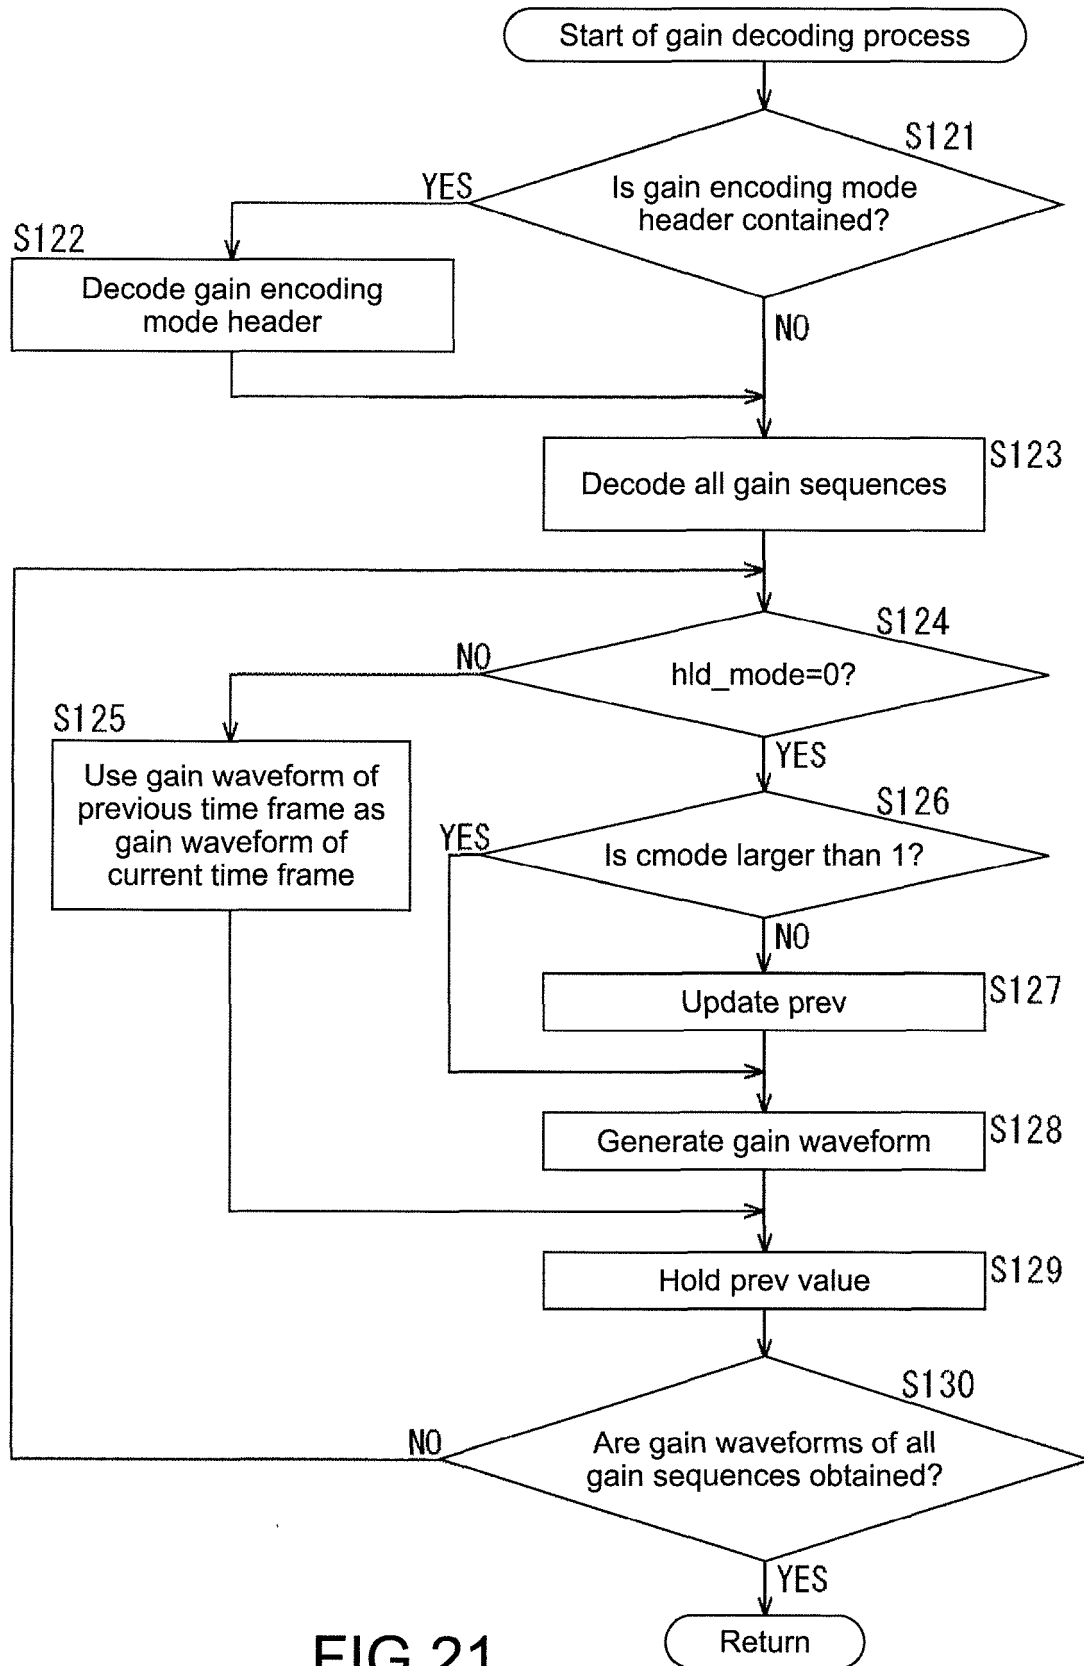 Start of gain decoding process
S121
Is gain encoding mode
header contained?
YES
S122
Decode gain encoding
mode header
NO
S123
Decode all gain sequences
S124
hld_mode=0?
NO
S125
Use gain waveform of
previous time frame as
gain waveform of
current time frame
YES
S126
Is cmode larger than 1?
YES
NO
Update prev
S127
Generate gain waveform
S128
Hold prev value
S129
S130
Are gain waveforms of all
gain sequences obtained?
NO
YES
Return
FIG.21